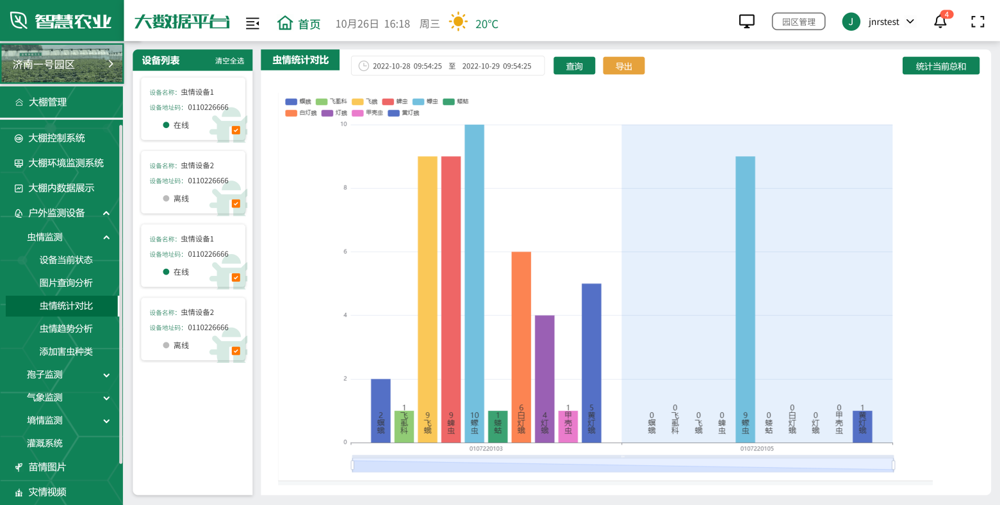 智慧农业
大数据平台
首页
10月26日 16:18 周三
20℃
园区管理
J
jnrstest
4
济南一号园区
大棚管理
大棚控制系统
大棚环境监测系统
大棚内数据展示
户外监测设备
虫情监测
设备当前状态
图片查询分析
虫情统计对比
虫情趋势分析
添加害虫种类
孢子监测
气象监测
墒情监测
灌溉系统
苗情图片
灾情视频
设备列表 清空全选
设备名称： 虫情设备1
设备地址码： 0110226666
在线
设备名称： 虫情设备2
设备地址码： 0110226666
离线
设备名称： 虫情设备1
设备地址码： 0110226666
在线
设备名称： 虫情设备2
设备地址码： 0110226666
离线
虫情统计对比
2022-10-28 09:54:25 至 2022-10-29 09:54:25
查询
导出
统计当前总和
螟蛾 飞虱科 飞蛾 蜱虫 蠓虫 蝼蛄
白灯蛾 灯蛾 甲壳虫 黄灯蛾
10
8
6
4
2
0
2螟蛾
1飞虱科
9飞蛾
9蜱虫
10蠓虫
1蝼蛄
6白灯蛾
4灯蛾
1甲壳虫
5黄灯蛾
0螟蛾
0飞虱科
0飞蛾
0蜱虫
9蠓虫
0蝼蛄
0白灯蛾
0灯蛾
0甲壳虫
1黄灯蛾
0107220103
0107220105